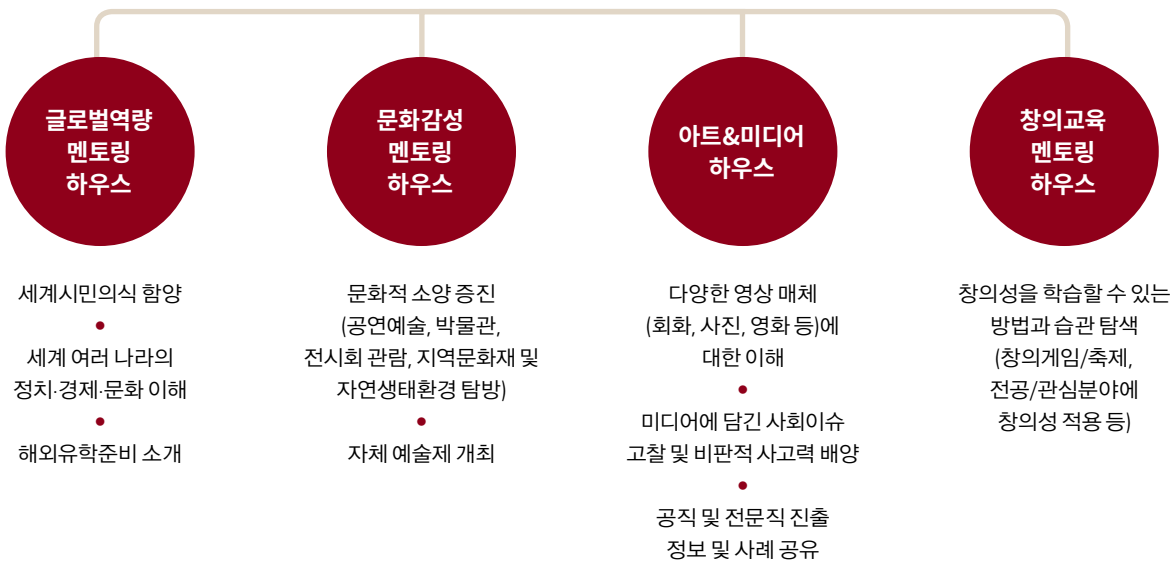 글로벌역량
멘토링
하우스
세계시민의식 함양
세계 여러 나라의
정치·경제·문화 이해
해외유학준비 소개
문화감성
멘토링
하우스
문화적 소양 증진
(공연예술, 박물관,
전시회 관람, 지역문화재 및
자연생태환경 탐방)
자체 예술제 개최
아트&미디어
하우스
다양한 영상 매체
(회화, 사진, 영화 등)에
대한 이해
미디어에 담긴 사회이슈
고찰 및 비판적 사고력 배양
공직 및 전문직 진출
정보 및 사례 공유
창의교육
멘토링
하우스
창의성을 학습할 수 있는
방법과 습관 탐색
(창의게임/축제,
전공/관심분야에
창의성 적용 등)